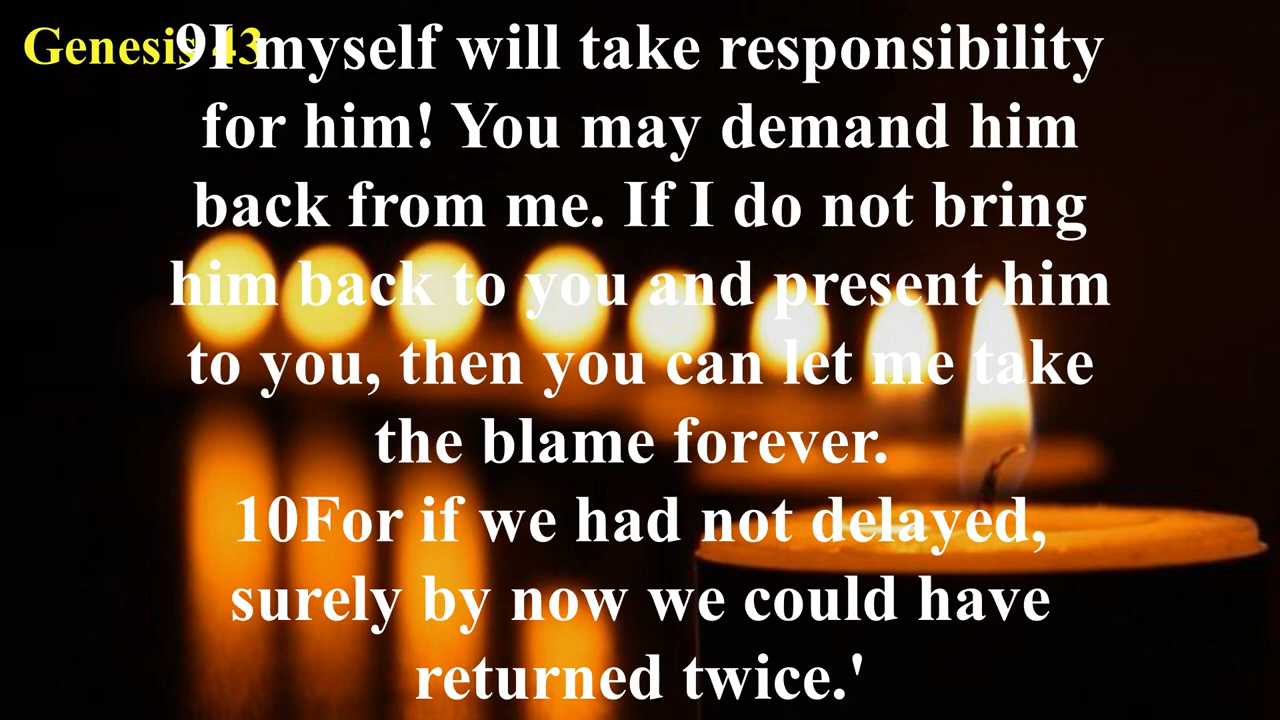 Genesis 43
9I myself will take responsibility
for him! You may demand him
back from me. If I do not bring
him back to you and present him
to you, then you can let me take
the blame forever.
10For if we had not delayed,
surely by now we could have
returned twice.'